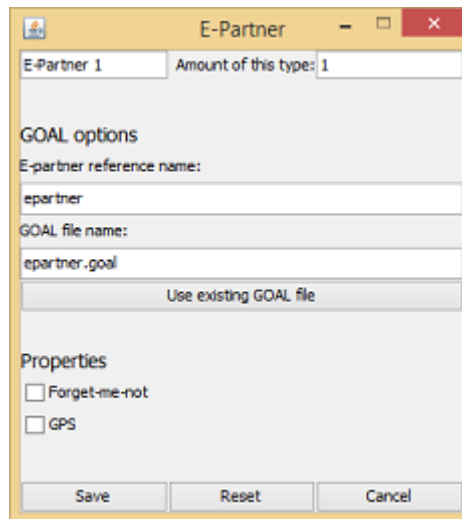 E-Partner
E-Partner 1 Amount of this type: 1
GOAL options
E-partner reference name:
epartner
GOAL file name:
epartner.goal
Use existing GOAL file
Properties
Forget-me-not
GPS
Save Reset Cancel